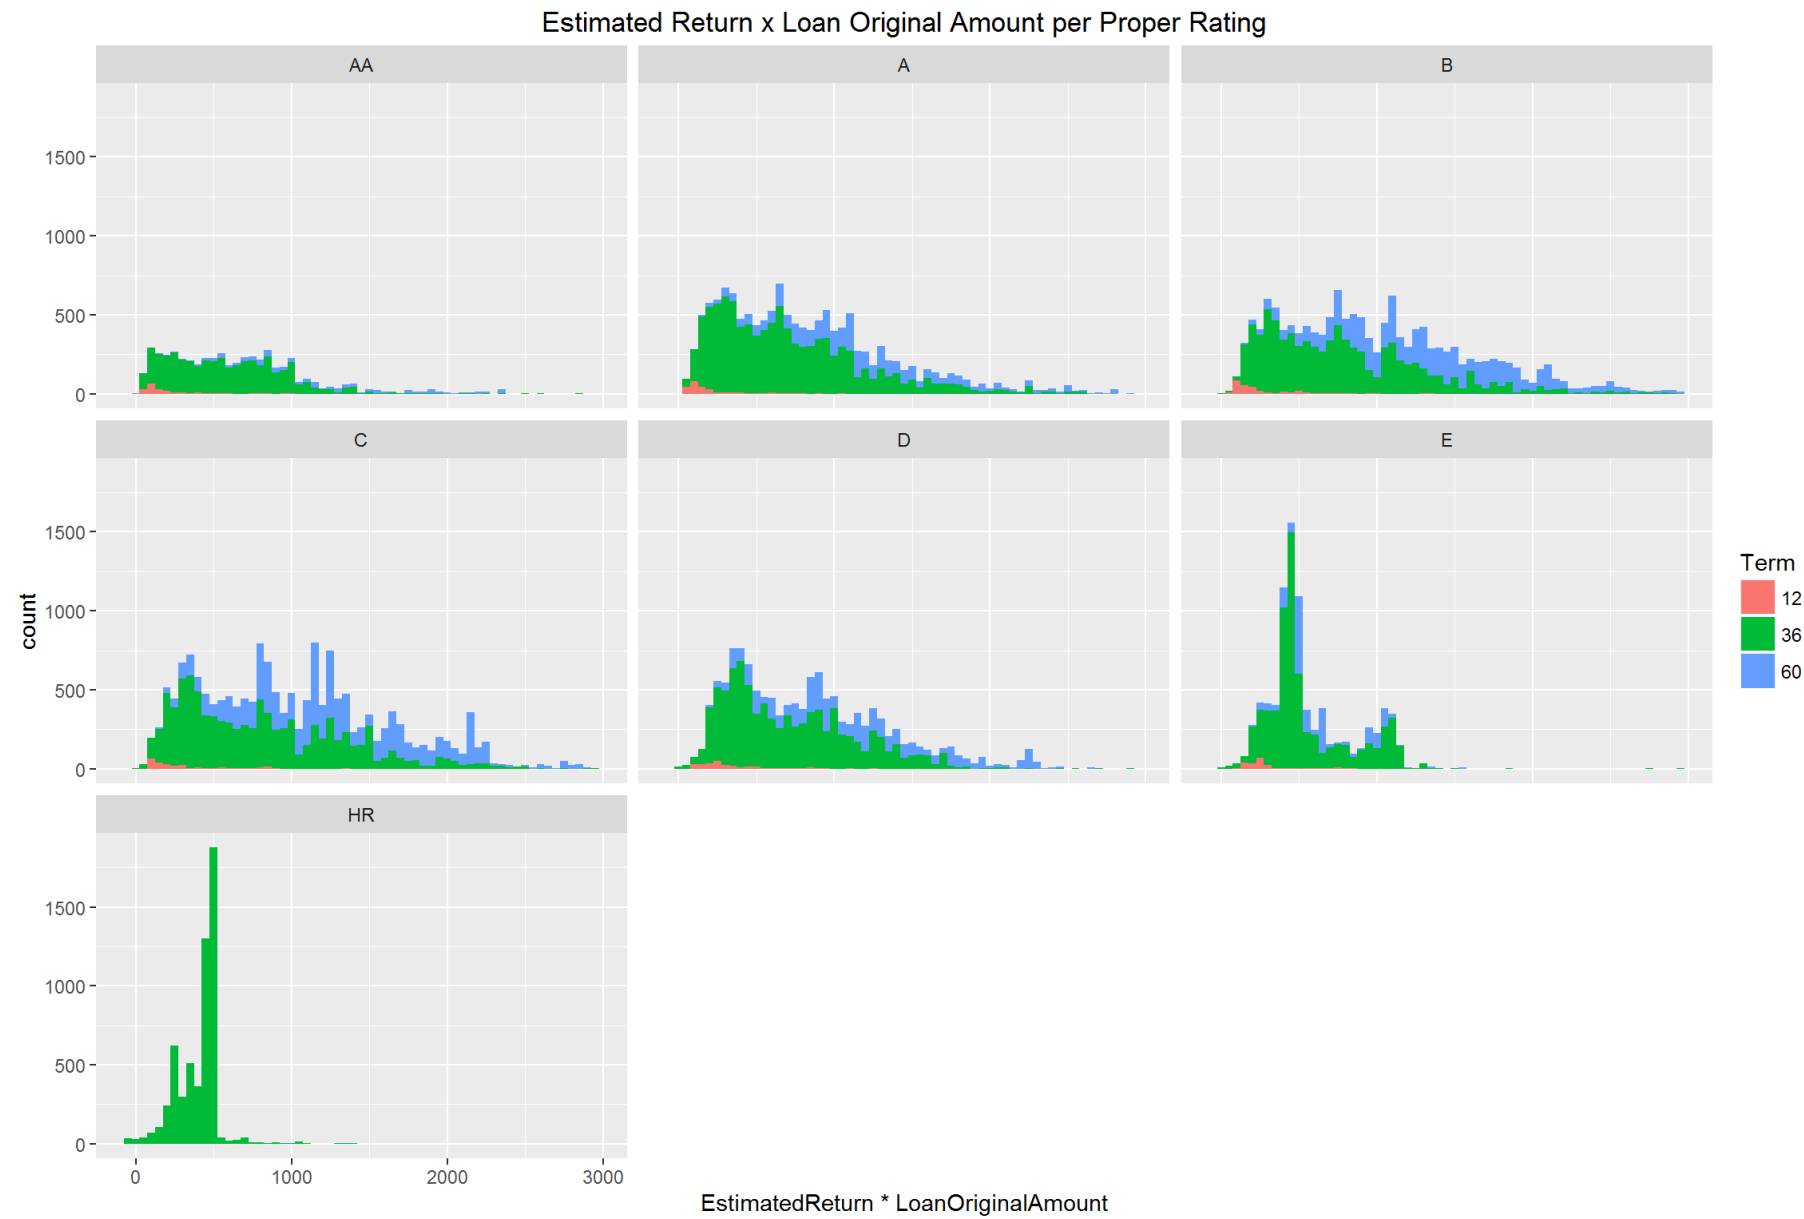 Estimated Return x Loan Original Amount per Proper Rating
AA
A
B
1500
1000
500
0
C
D
E
1500
1000
500
0
HR
1500
1000
500
0
0
1000
2000
3000
EstimatedReturn * LoanOriginalAmount
count
Term
12
36
60